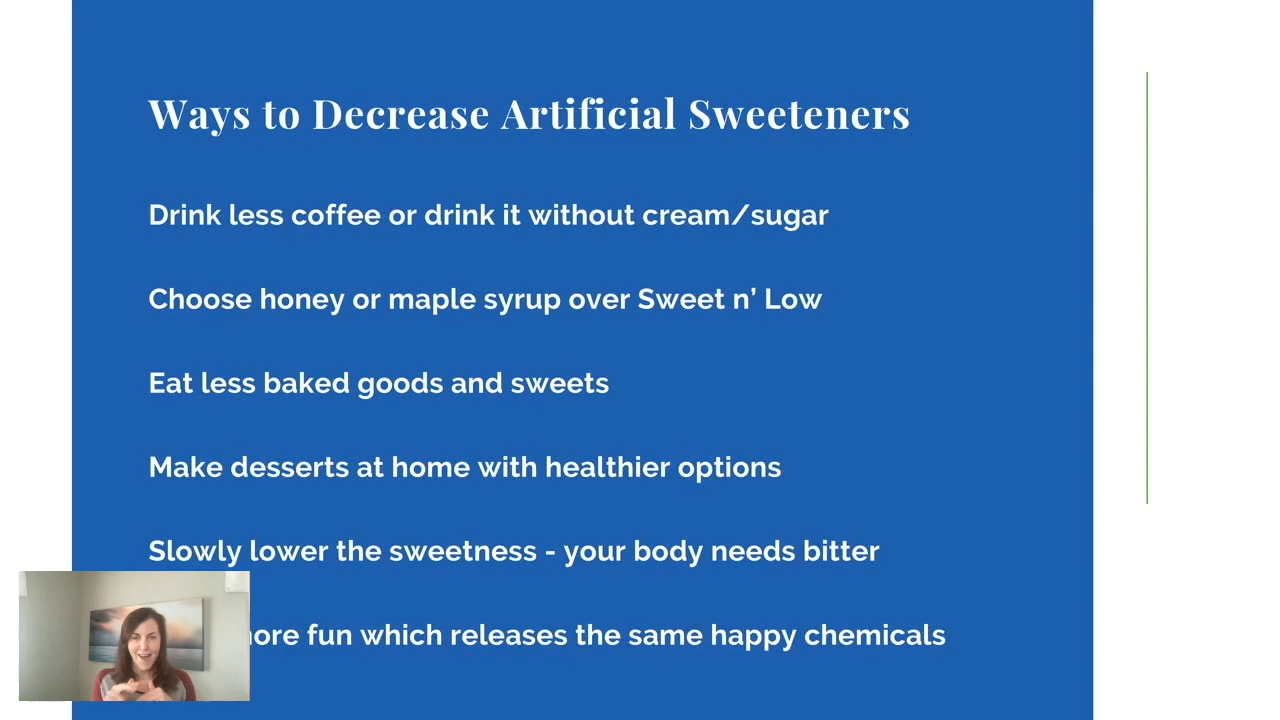 Ways to Decrease Artificial Sweeteners
Drink less coffee or drink it without cream/sugar
Choose honey or maple syrup over Sweet n’ Low
Eat less baked goods and sweets
Make desserts at home with healthier options
Slowly lower the sweetness - your body needs bitter
fun which releases the same happy chemicals